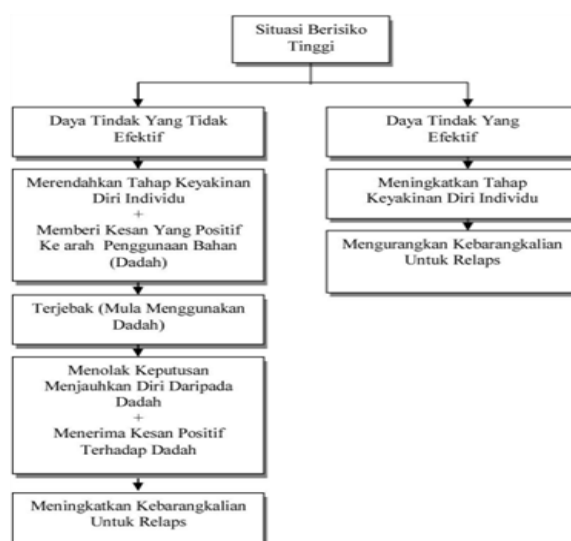 Situasi Berisiko
Tinggi
Daya Tindak Yang Tidak
Efektif
Merendahkan Tahap Keyakinan
Diri Individu
+
Memberi Kesan Yang Positif
Ke arah Penggunaan Bahan
(Dadah)
Terjebak (Mula Menggunakan
Dadah)
Menolak Keputusan
Menjauhkan Diri Daripada
Dadah
+
Menerima Kesan Positif
Terhadap Dadah
Meningkatkan Kebarangkalian
Untuk Relaps
Daya Tindak Yang
Efektif
Meningkatkan Tahap
Keyakinan Diri Individu
Mengurangkan Kebarangkalian
Untuk Relaps